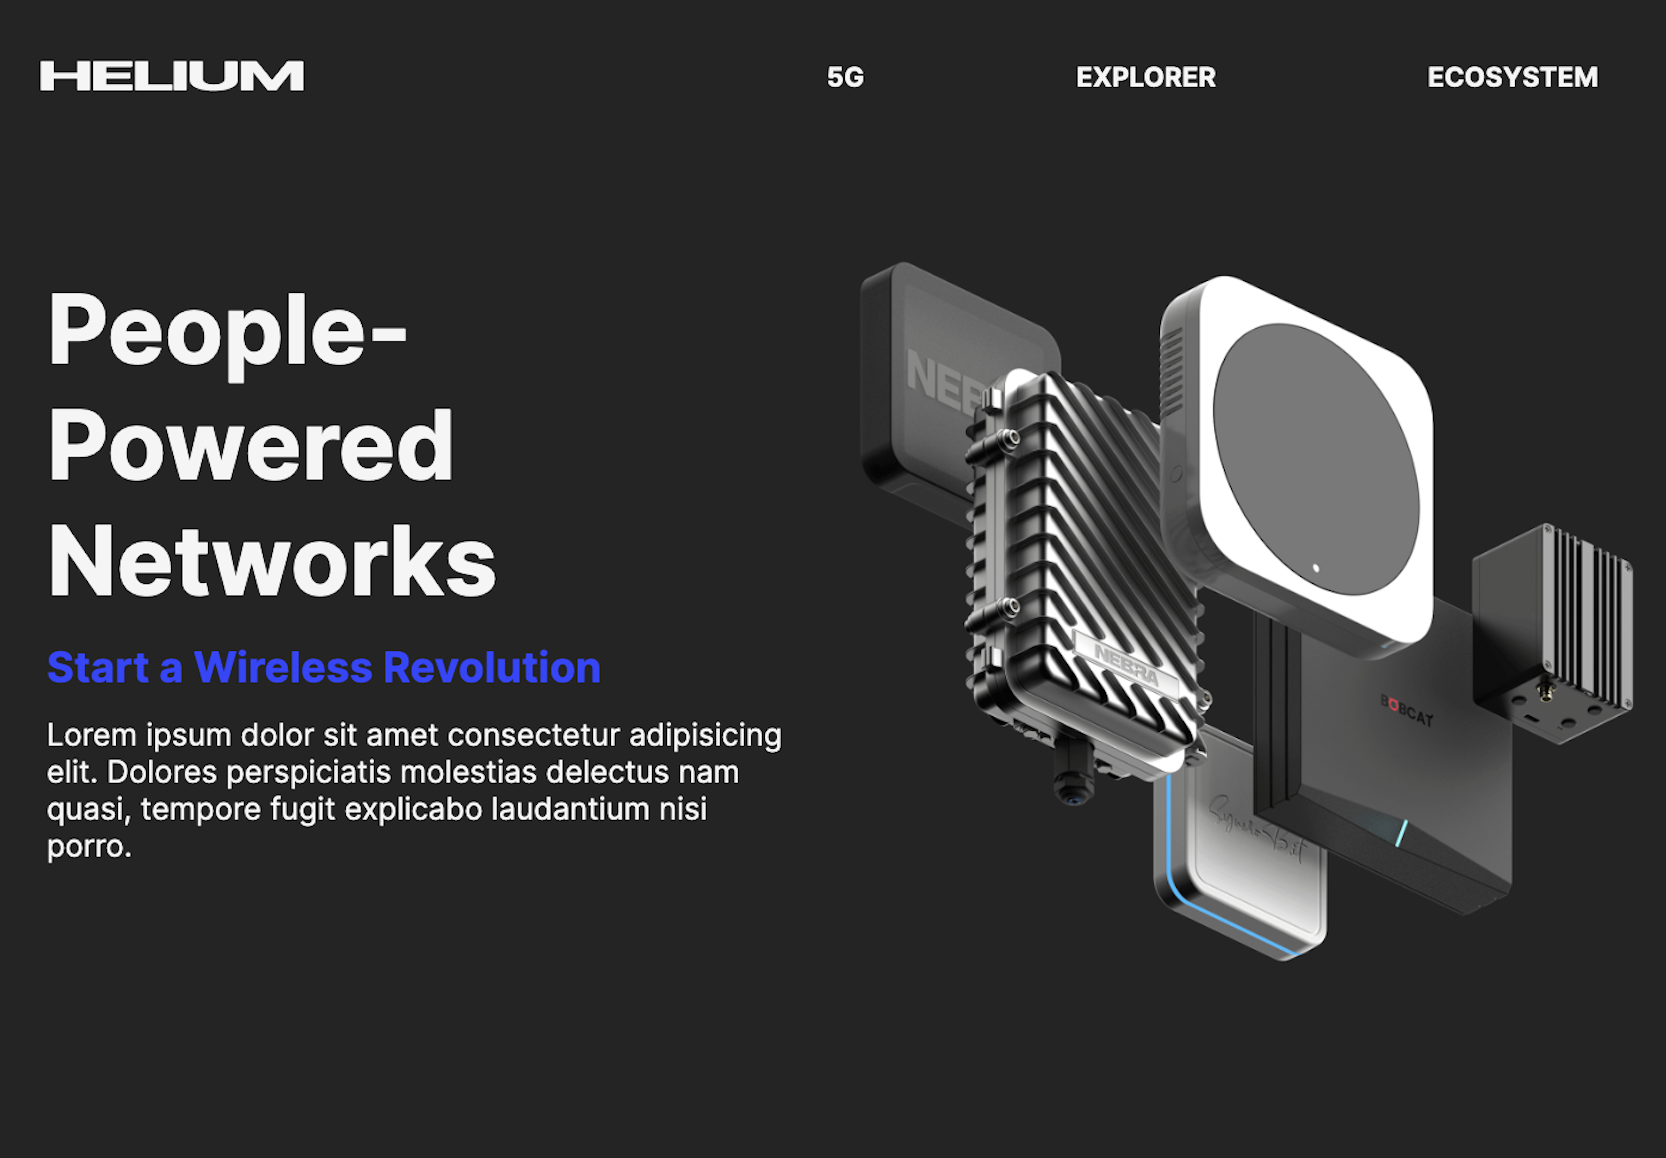 HELIUM
5G
EXPLORER
ECOSYSTEM
People-
Powered
Networks
Start a Wireless Revolution
Lorem ipsum dolor sit amet consectetur adipisicing
elit. Dolores perspiciatis molestias delectus nam
quasi, tempore fugit explicabo laudantium nisi
porro.
NEB
NEBRA
BOBCAT